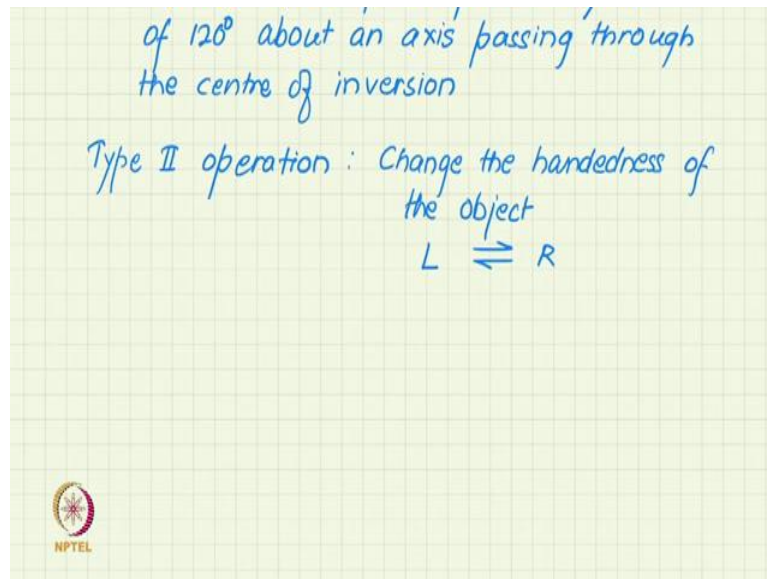 of 120° about an axis passing through
the centre of inversion
Type II operation : Change the handedness of
the object
L ⇌ R
NPTEL